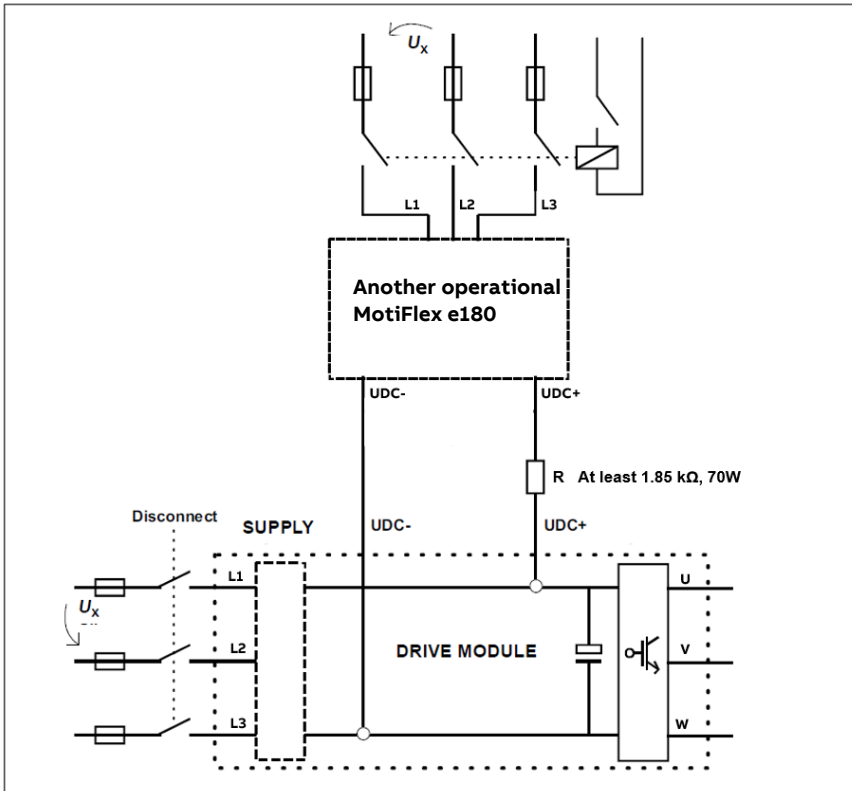 Ux
L1
L2
L3
Another operational
MotiFlex e180
UDC-
UDC+
R At least 1.85 kΩ, 70W
Disconnect
SUPPLY
UDC-
UDC+
L1
U
Ux
L2
DRIVE MODULE
V
L3
W